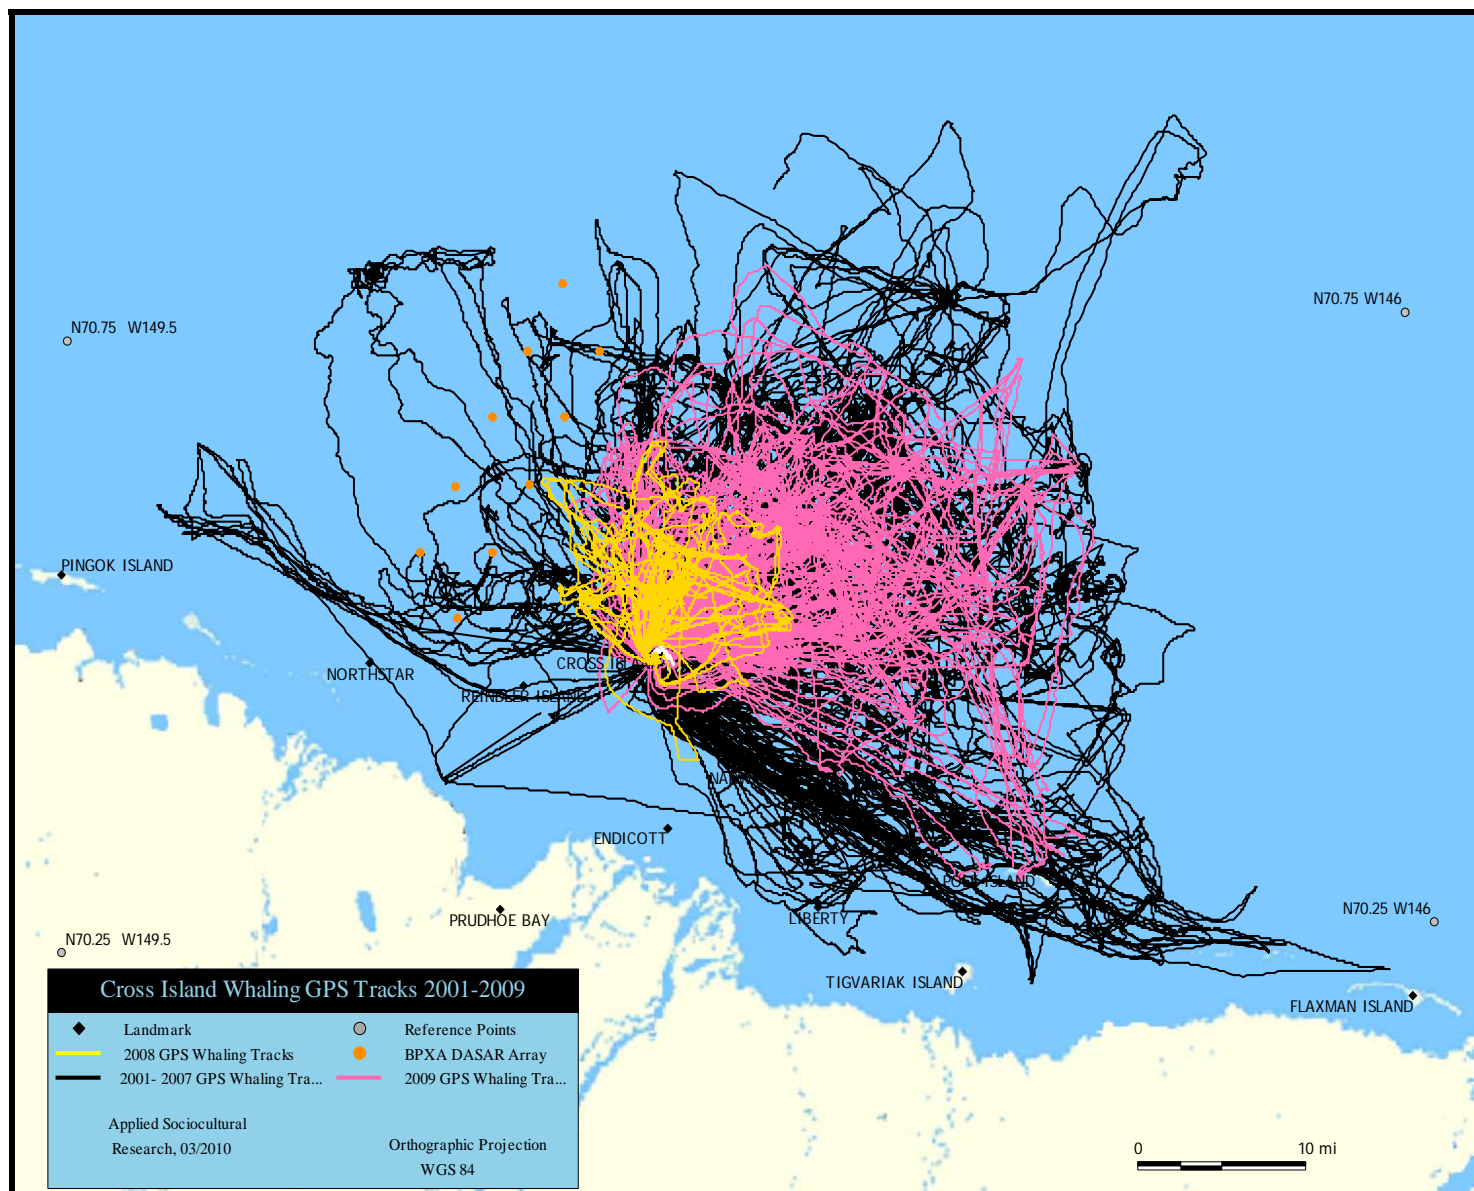 N70.75 W146
N70.75 W149.5
PINGOK ISLAND
CROSS
NORTHSTAR
REINDEER ISLAND
ENDICOTT
PRUDHOE BAY
LIBERTY
ISLAND
N70.25 W146
N70.25 W149.5
TIGVARIAK ISLAND
FLAXMAN ISLAND
Cross Island Whaling GPS Tracks 2001-2009
Landmark
Reference Points
2008 GPS Whaling Tracks
BPXA DASAR Array
2001- 2007 GPS Whaling Tra...
2009 GPS Whaling Tra...
Applied Sociocultural
Research, 03/2010
Orthographic Projection
WGS 84
0 10 mi